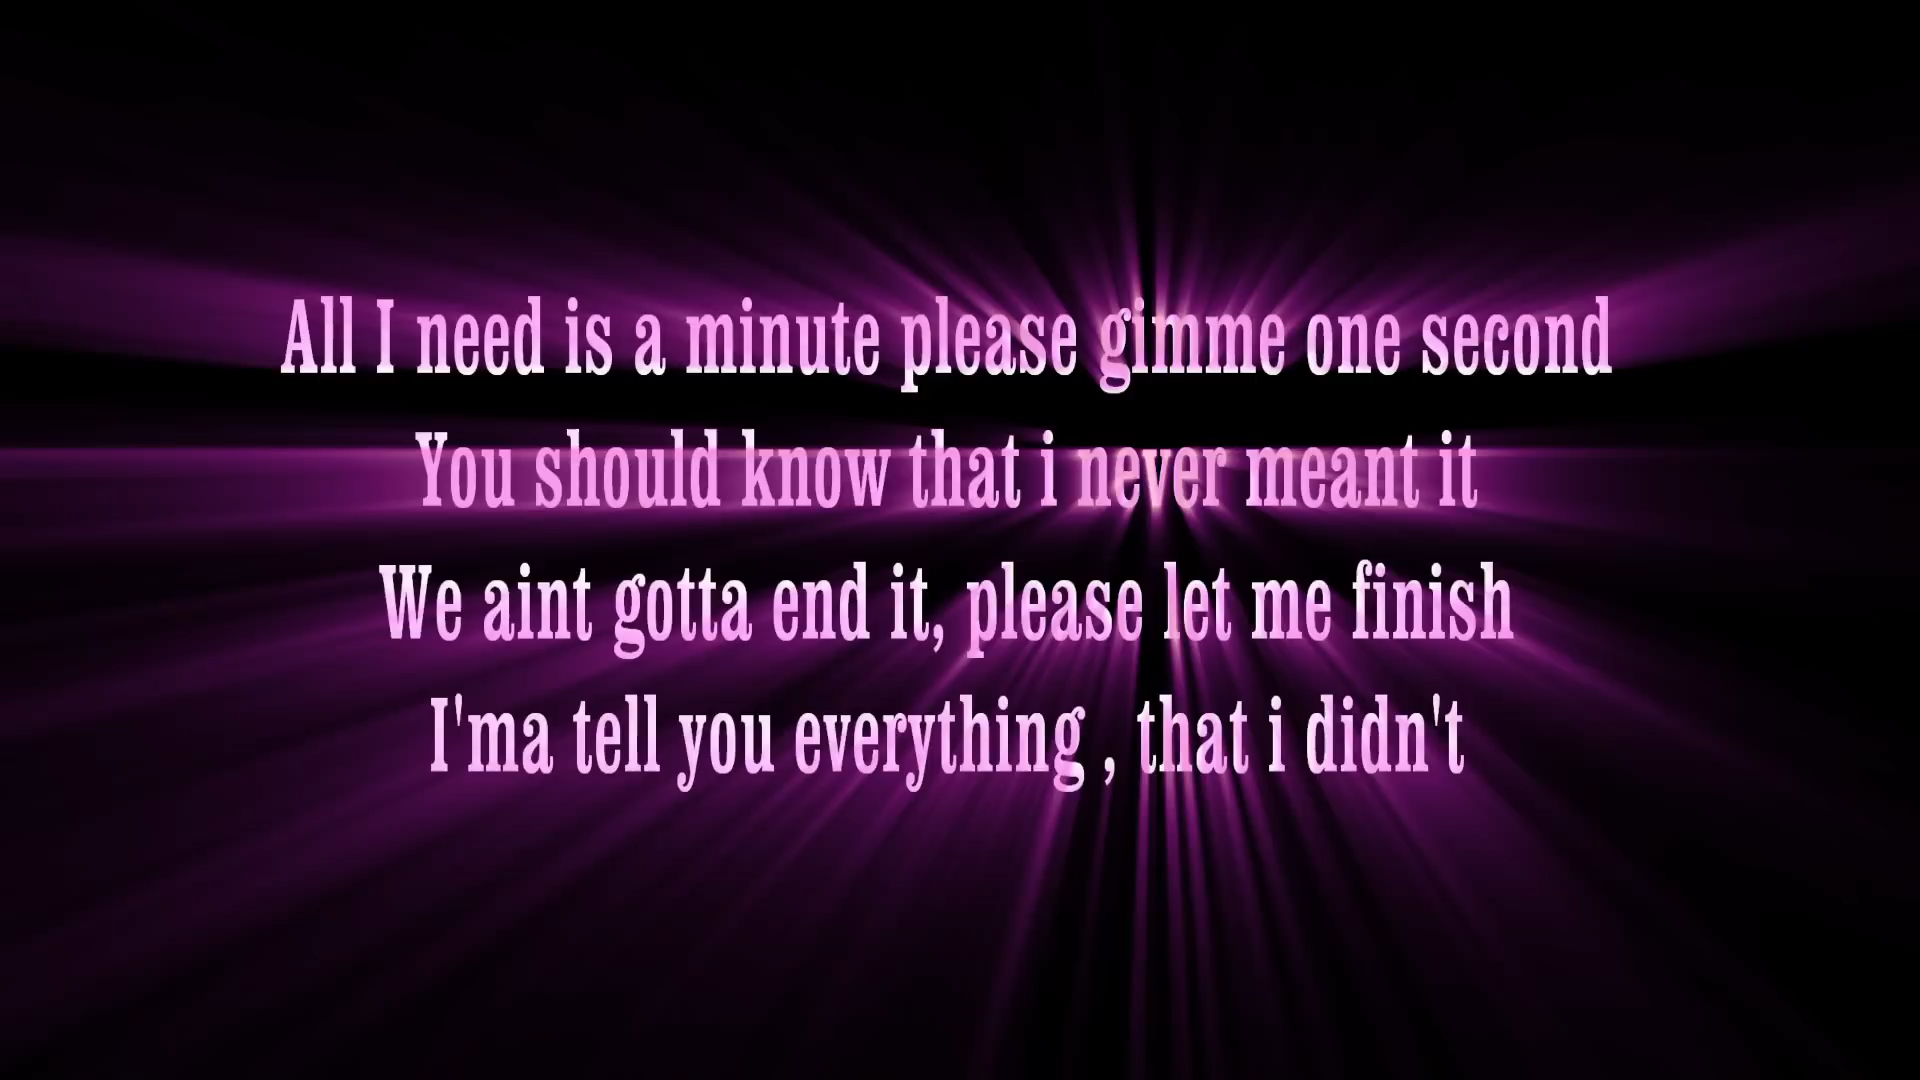 All I need is a minute please gimme one second
You should know that i never meant it
We aint gotta end it, please let me finish
I'ma tell you everything , that i didn't